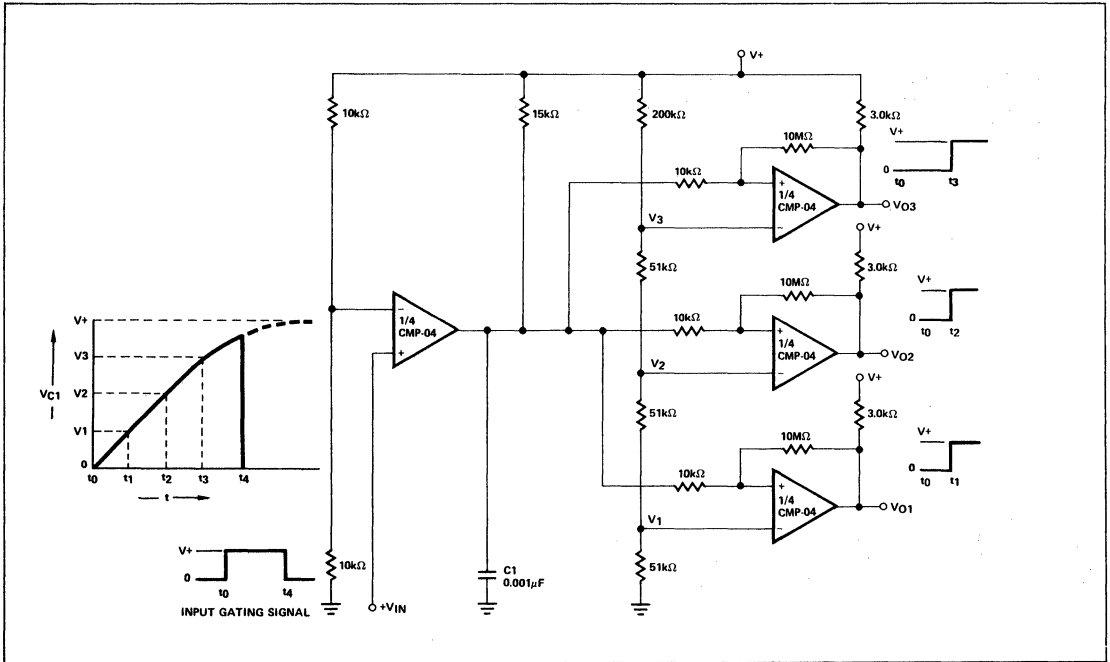 V+
10kΩ
15kΩ
200kΩ
3.0kΩ
10MΩ
V+
0
t0
t3
10kΩ
+
1/4
CMP-04
−
VO3
V3
V+
51kΩ
3.0kΩ
10MΩ
V+
0
t0
t2
10kΩ
+
1/4
CMP-04
−
VO2
V2
−
1/4
CMP-04
+
V+
51kΩ
3.0kΩ
10MΩ
V+
0
t0
t1
10kΩ
+
1/4
CMP-04
−
VO1
V1
V+
V3
VC1
V2
V1
0
t0
t1
t2
t3
t4
t
V+
0
t0
t4
INPUT GATING SIGNAL
10kΩ
+VIN
C1
0.001μF
51kΩ